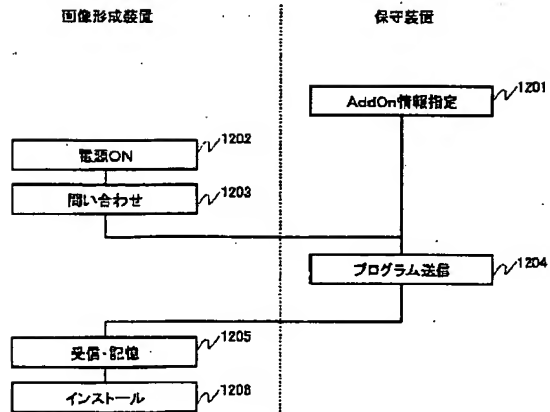 画像形成装置
保守装置
AddOn情報指定
1201
電源ON
1202
問い合わせ
1203
プログラム送信
1204
受信・記憶
1205
インストール
1206